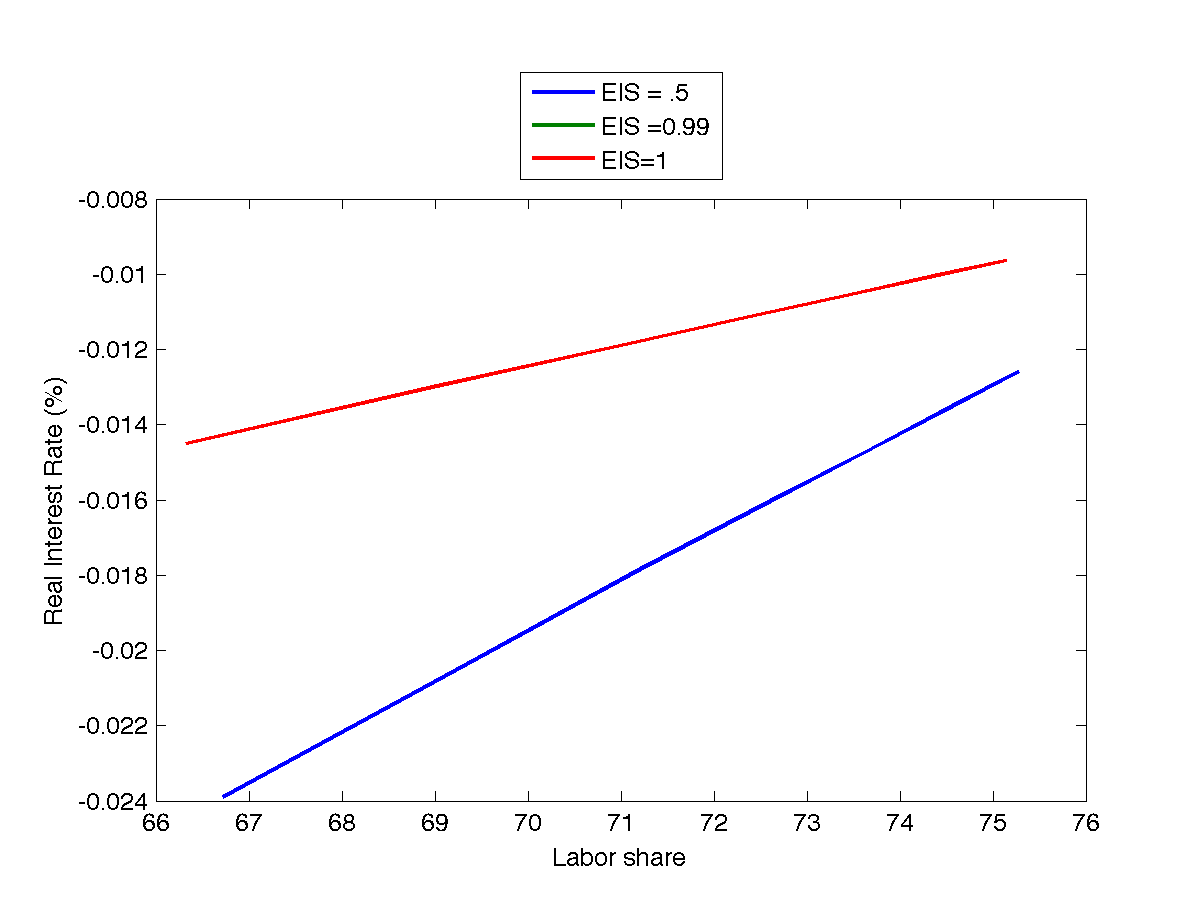 EIS = .5
EIS =0.99
EIS=1
-0.008
-0.01
-0.012
-0.014
-0.016
-0.018
-0.02
-0.022
-0.024
Real Interest Rate (%)
66 67 68 69 70 71 72 73 74 75 76
Labor share